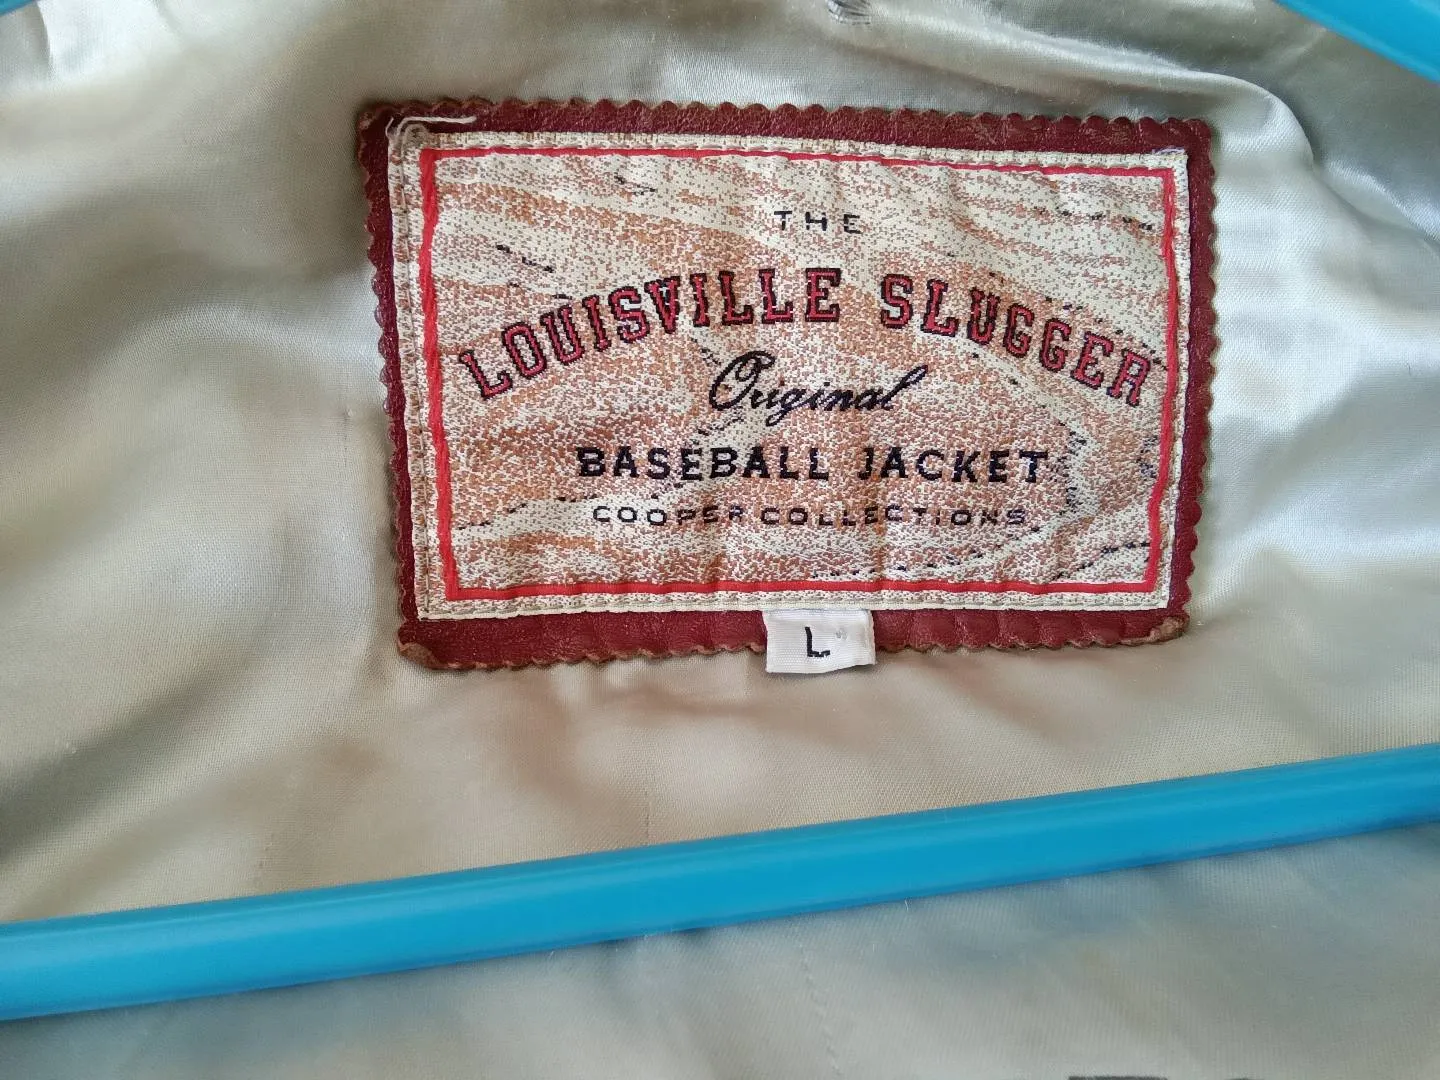 THE
LOUISVILLE SLUGGER
Original
BASEBALL JACKET
COOPER COLLECTIONS
L